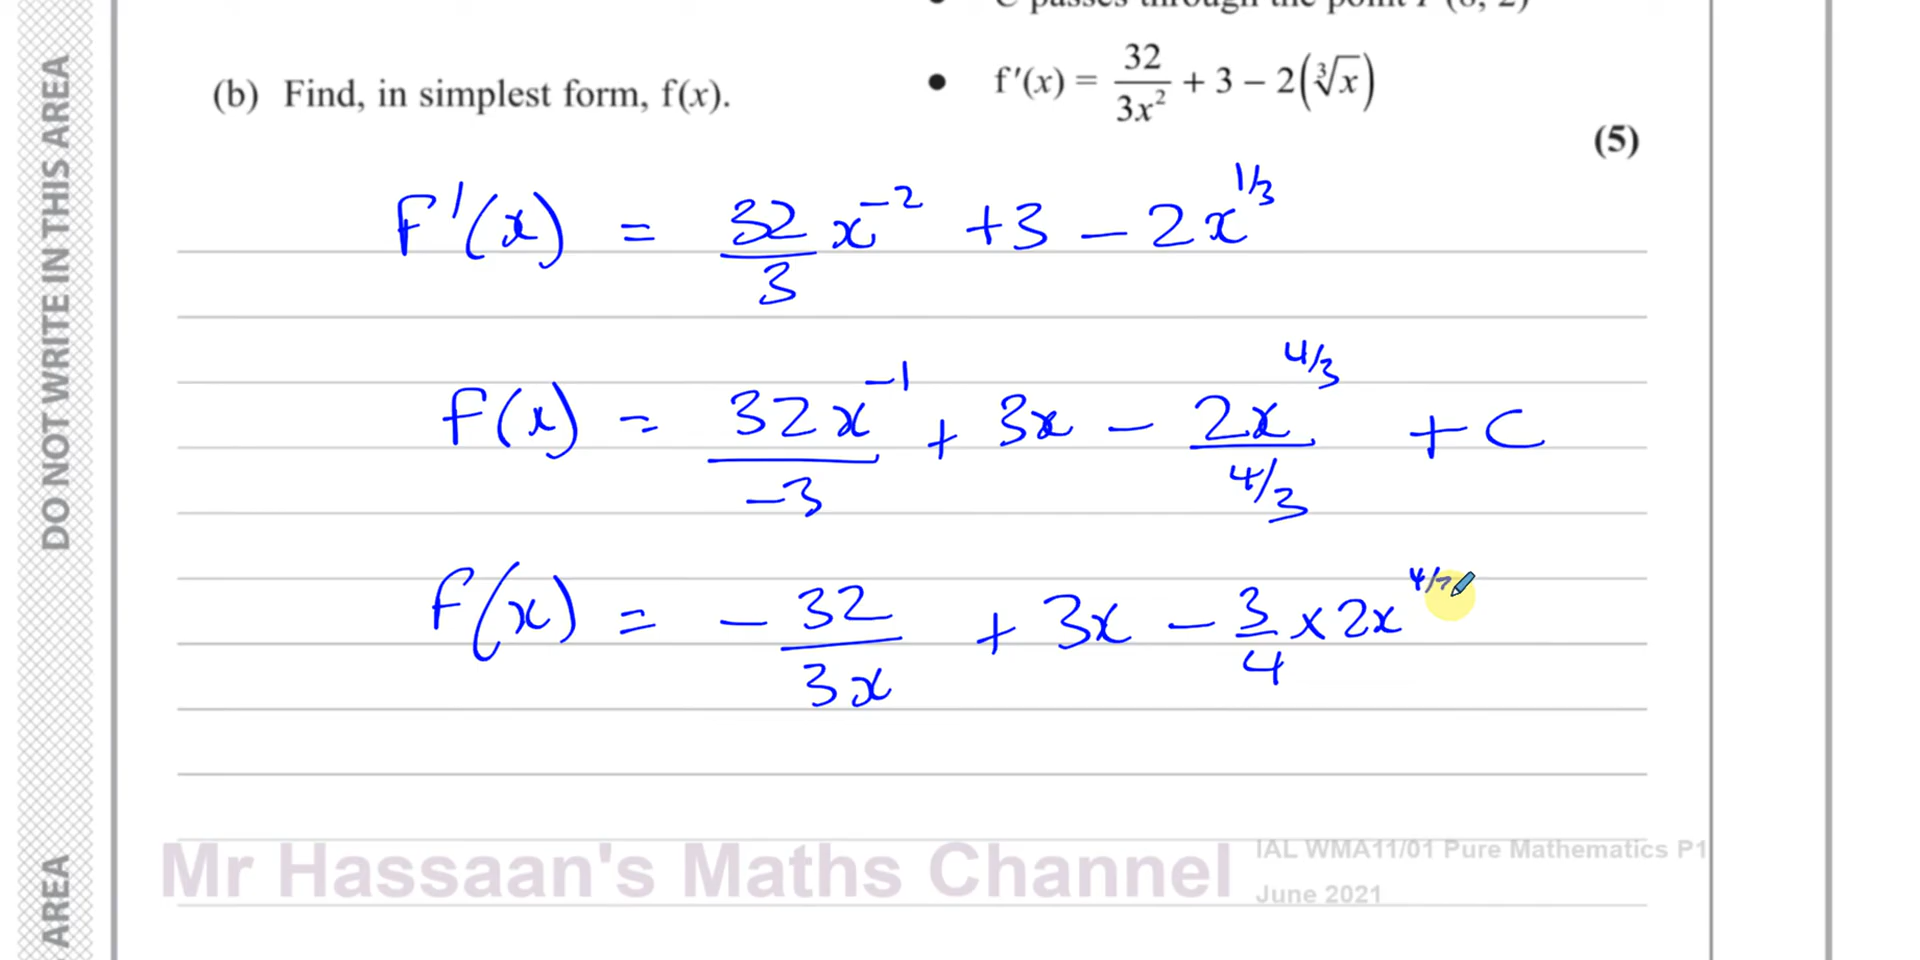 (b) Find, in simplest form, f(x).
• f'(x) = 32/(3x²) + 3 − 2(∛x)
(5)
F'(x) = 32/3 x⁻² + 3 − 2x^(1/3)
F(x) = 32x⁻¹/−3 + 3x − 2x^(4/3)/(4/3) + C
F(x) = − 32/(3x) + 3x − 3/4 × 2x
DO NOT WRITE IN THIS AREA
AREA
Mr Hassaan's Maths Channel
IAL WMA11/01 Pure Mathematics P1
June 2021